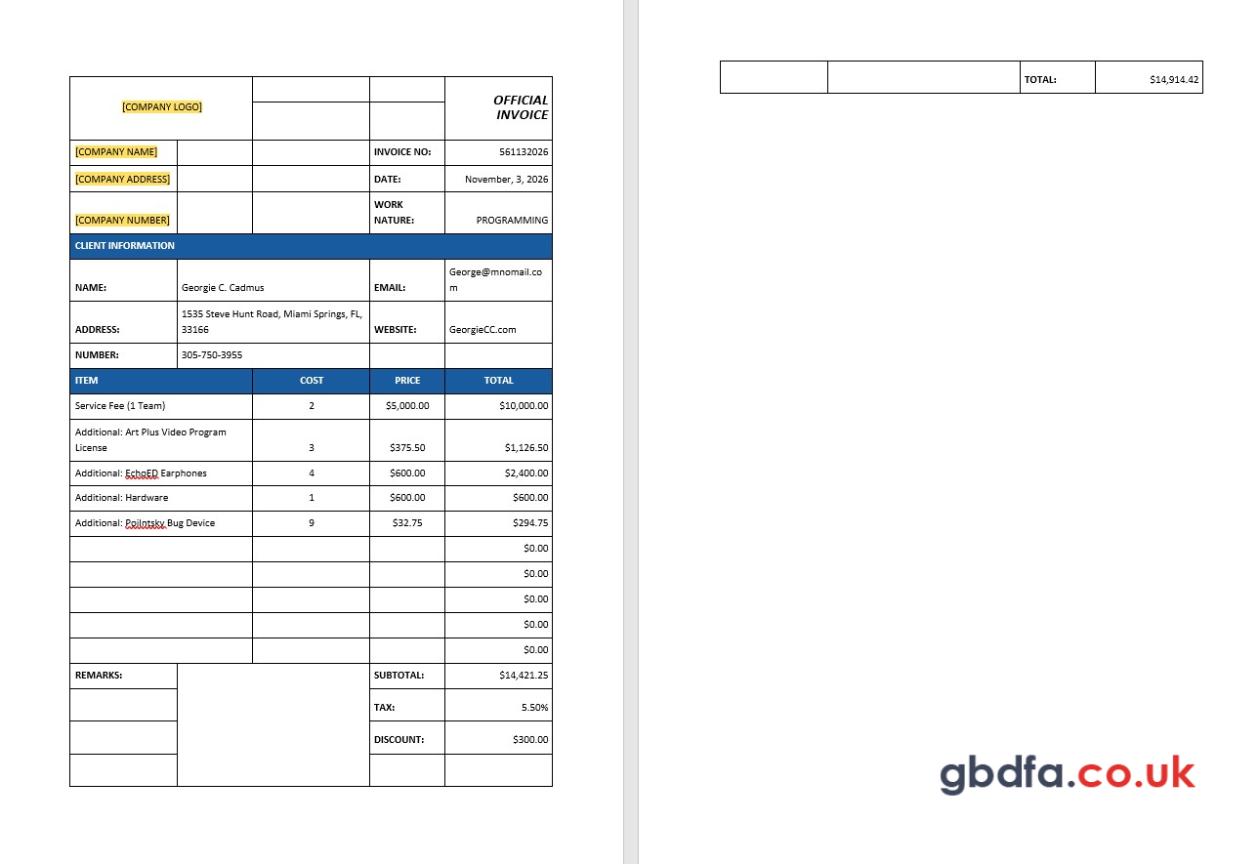 [COMPANY LOGO]
OFFICIAL
INVOICE
[COMPANY NAME] INVOICE NO: 561132026
[COMPANY ADDRESS] DATE: November, 3, 2026
WORK
[COMPANY NUMBER] NATURE: PROGRAMMING
CLIENT INFORMATION
George@mnomail.co
NAME: Georgie C. Cadmus EMAIL: m
1535 Steve Hunt Road, Miami Springs, FL,
ADDRESS: 33166 WEBSITE: GeorgieCC.com
NUMBER: 305-750-3955
ITEM COST PRICE TOTAL
Service Fee (1 Team) 2 $5,000.00 $10,000.00
Additional: Art Plus Video Program
License 3 $375.50 $1,126.50
Additional: EchoED Earphones 4 $600.00 $2,400.00
Additional: Hardware 1 $600.00 $600.00
Additional: Poilntsky Bug Device 9 $32.75 $294.75
$0.00
$0.00
$0.00
$0.00
$0.00
REMARKS: SUBTOTAL: $14,421.25
TAX: 5.50%
DISCOUNT: $300.00
TOTAL: $14,914.42
gbdfa.co.uk